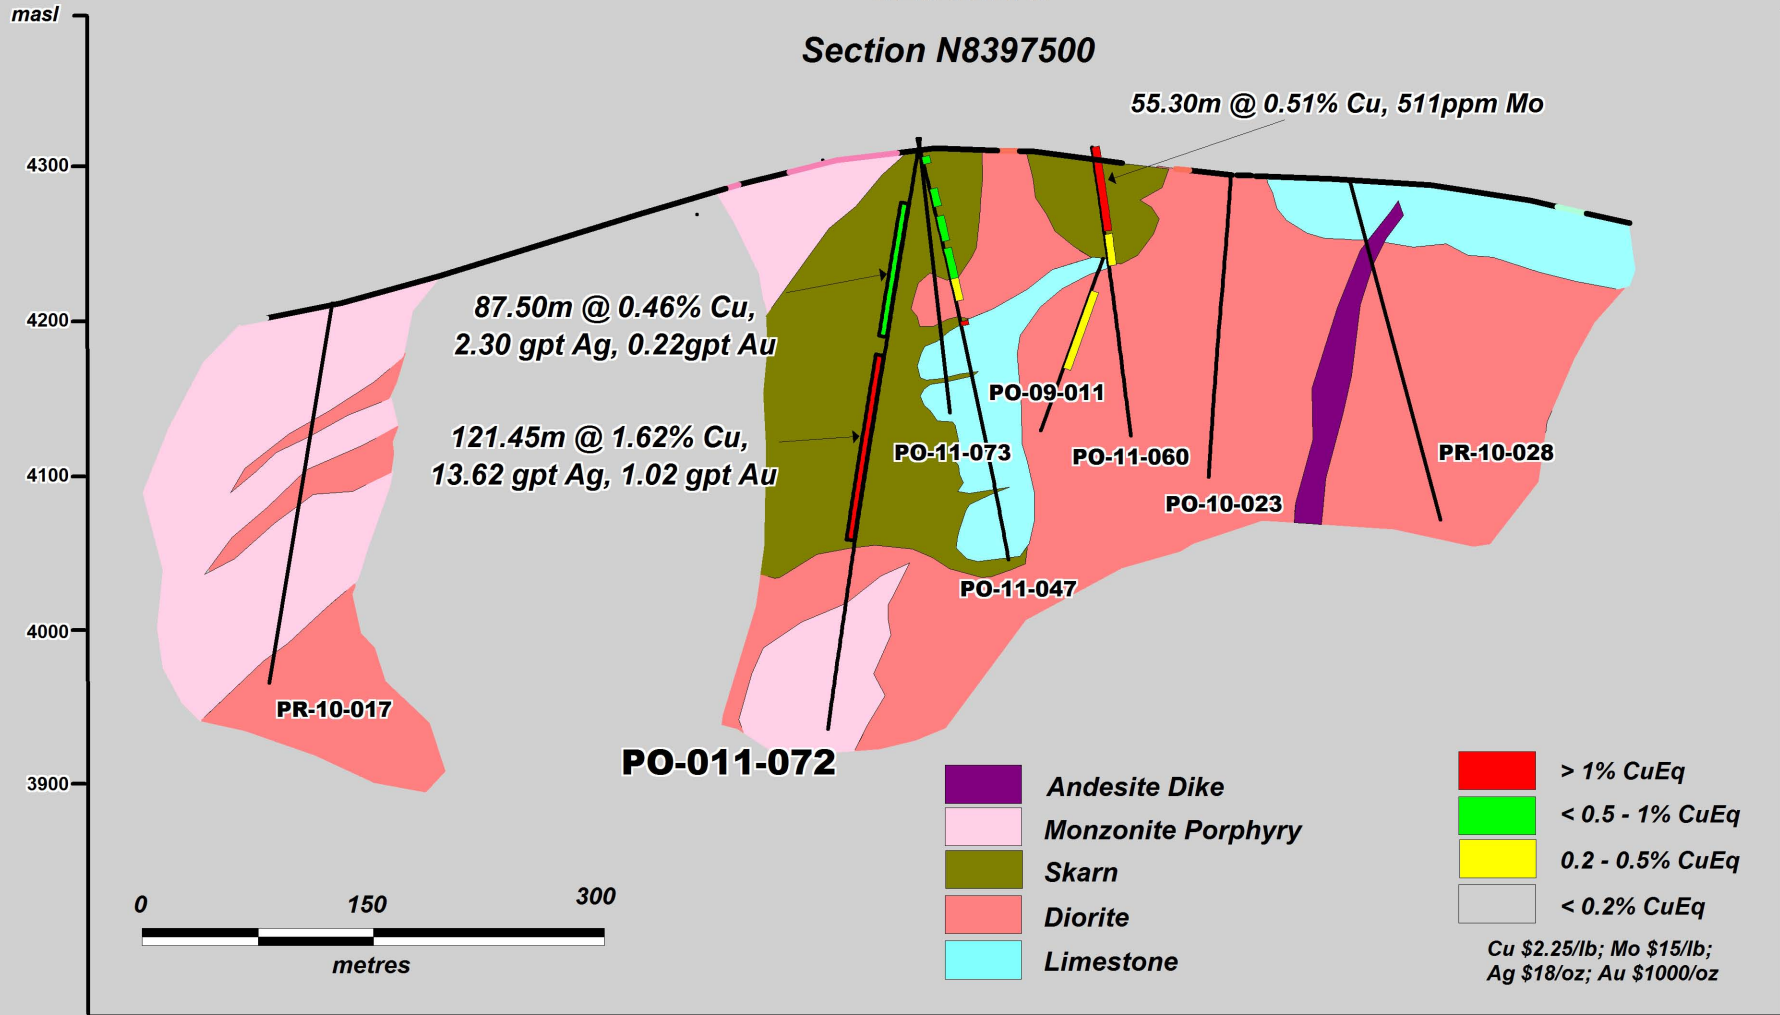 masl
Section N8397500
55.30m @ 0.51% Cu, 511ppm Mo
4300
87.50m @ 0.46% Cu,
2.30 gpt Ag, 0.22gpt Au
4200
PO-09-011
121.45m @ 1.62% Cu,
13.62 gpt Ag, 1.02 gpt Au
PO-11-073
PO-11-060
PR-10-028
4100
PO-10-023
PO-11-047
4000
PR-10-017
PO-011-072
3900
Andesite Dike
Monzonite Porphyry
Skarn
Diorite
Limestone
> 1% CuEq
< 0.5 - 1% CuEq
0.2 - 0.5% CuEq
< 0.2% CuEq
Cu $2.25/lb; Mo $15/lb;
Ag $18/oz; Au $1000/oz
0 150 300
metres